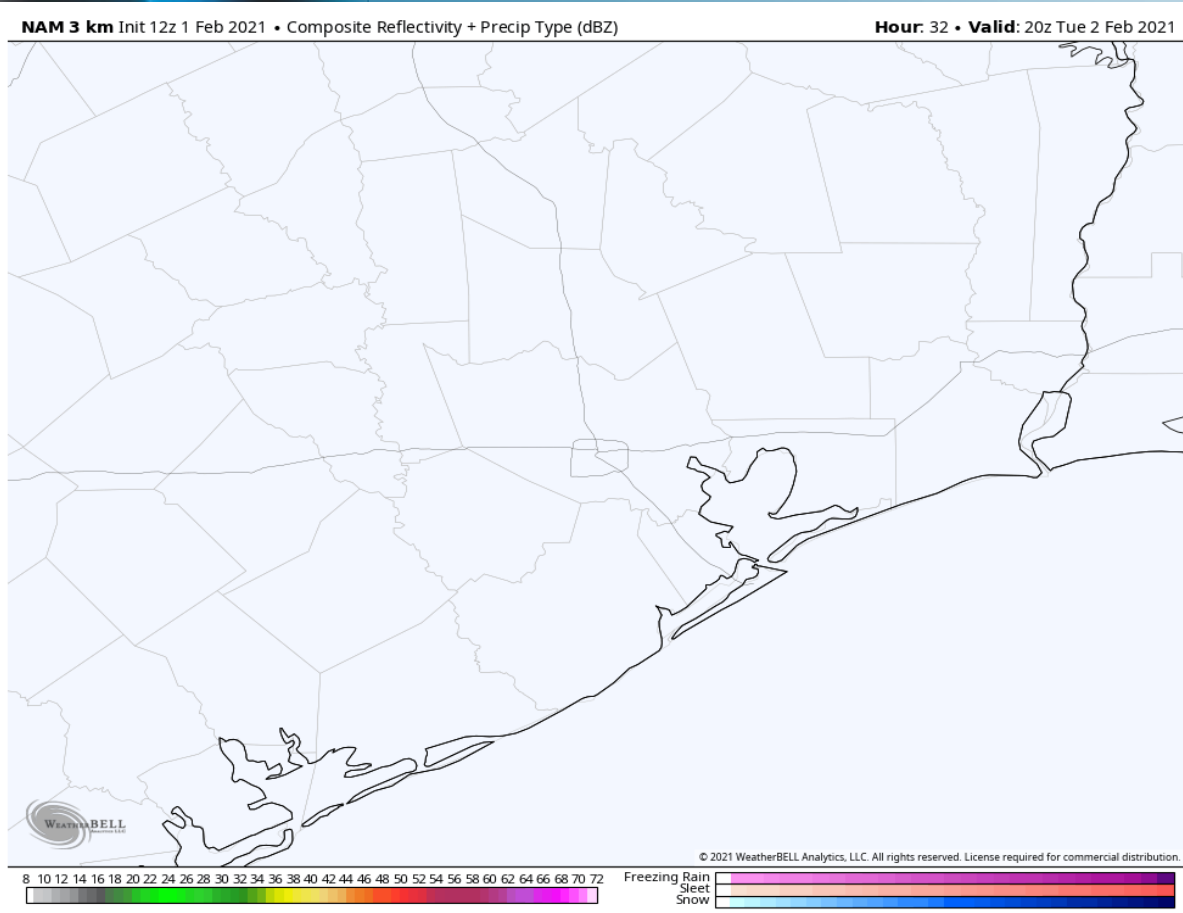 NAM 3 km Init 12z 1 Feb 2021 • Composite Reflectivity + Precip Type (dBZ)
Hour: 32 • Valid: 20z Tue 2 Feb 2021
WEATHERBELL
ANALYTICS LLC
© 2021 WeatherBELL Analytics, LLC. All rights reserved. License required for commercial distribution.
8 10 12 14 16 18 20 22 24 26 28 30 32 34 36 38 40 42 44 46 48 50 52 54 56 58 60 62 64 66 68 70 72
Freezing Rain
Sleet
Snow